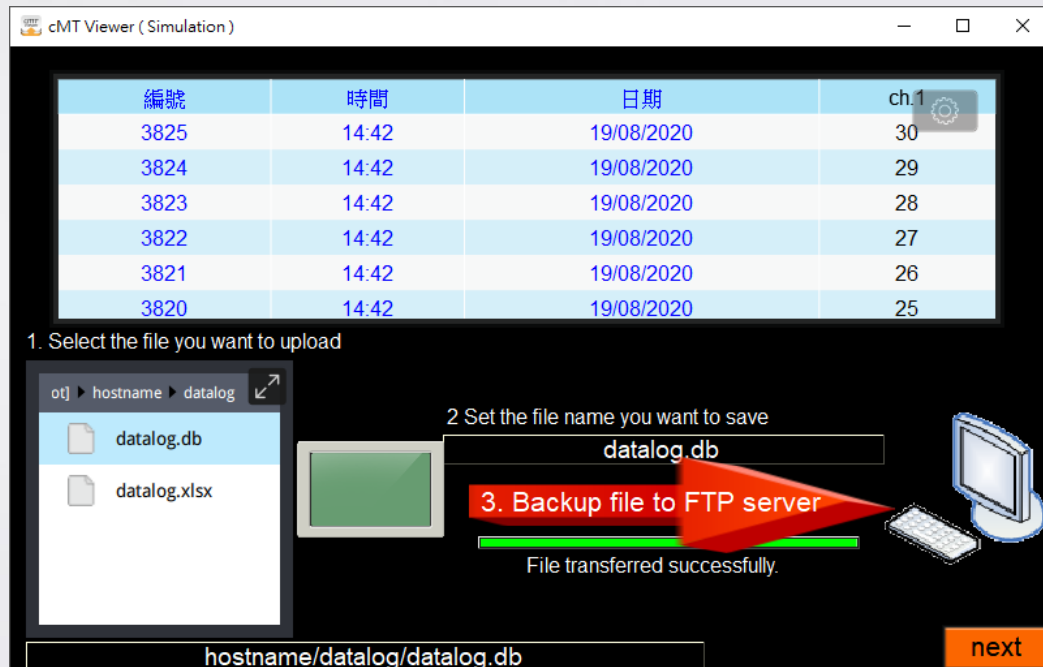 cMT Viewer ( Simulation )
編號 時間 日期 ch.1
3825 14:42 19/08/2020 30
3824 14:42 19/08/2020 29
3823 14:42 19/08/2020 28
3822 14:42 19/08/2020 27
3821 14:42 19/08/2020 26
3820 14:42 19/08/2020 25
1. Select the file you want to upload
ot] hostname datalog
datalog.db
datalog.xlsx
2 Set the file name you want to save
datalog.db
3. Backup file to FTP server
File transferred successfully.
hostname/datalog/datalog.db
next